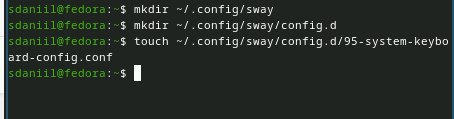 sdaniil@fedora:~$ mkdir ~/.config/sway
sdaniil@fedora:~$ mkdir ~/.config/sway/config.d
sdaniil@fedora:~$ touch ~/.config/sway/config.d/95-system-keybo
ard-config.conf
sdaniil@fedora:~$